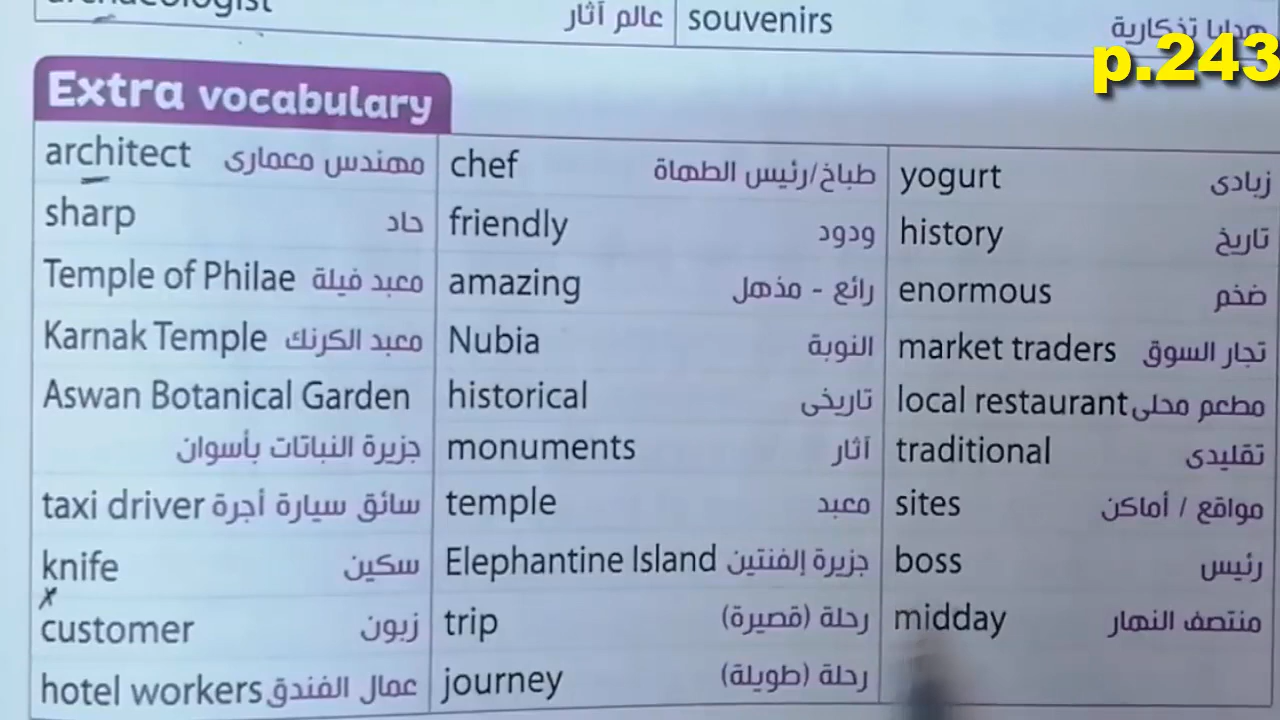 archaeologist عالم آثار souvenirs هدايا تذكارية
p.243
Extra vocabulary
architect مهندس معمارى chef طباخ/رئيس الطهاة yogurt زبادى
sharp حاد friendly ودود history تاريخ
Temple of Philae معبد فيلة amazing رائع - مذهل enormous ضخم
Karnak Temple معبد الكرنك Nubia النوبة market traders تجار السوق
Aswan Botanical Garden historical تاريخى local restaurant مطعم محلى
جزيرة النباتات بأسوان monuments آثار traditional تقليدى
taxi driver سائق سيارة أجرة temple معبد sites مواقع / أماكن
knife سكين Elephantine Island جزيرة إلفنتين boss رئيس
customer زبون trip رحلة (قصيرة) midday منتصف النهار
hotel workers عمال الفندق journey رحلة (طويلة)